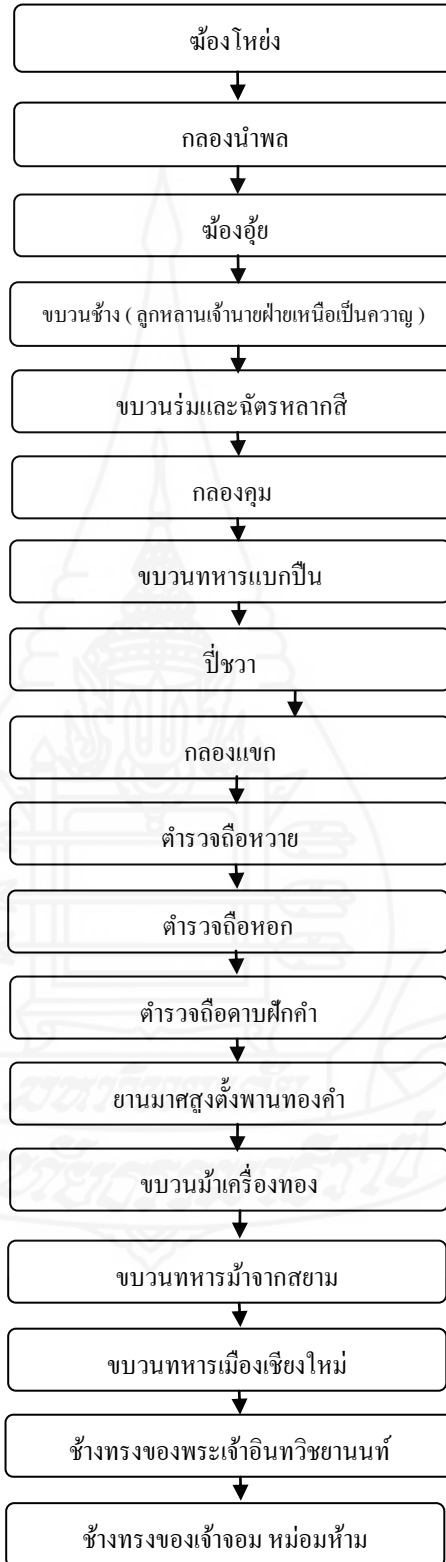 ฆ้องโหย่ง
กลองนำพล
ฆ้องอุ้ย
ขบวนช้าง ( ลูกหลานเจ้านายฝ่ายเหนือเป็นควาญ )
ขบวนร่มและฉัตรหลากสี
กลองคุม
ขบวนทหารแบกปืน
ปี่ชวา
กลองแขก
ตำรวจถือหวาย
ตำรวจถือหอก
ตำรวจถือดาบฝักคำ
ยานมาศสูงตั้งพานทองคำ
ขบวนม้าเครื่องทอง
ขบวนทหารม้าจากสยาม
ขบวนทหารเมืองเชียงใหม่
ช้างทรงของพระเจ้าอินทวิชยานนท์
ช้างทรงของเจ้าจอม หม่อมห้าม